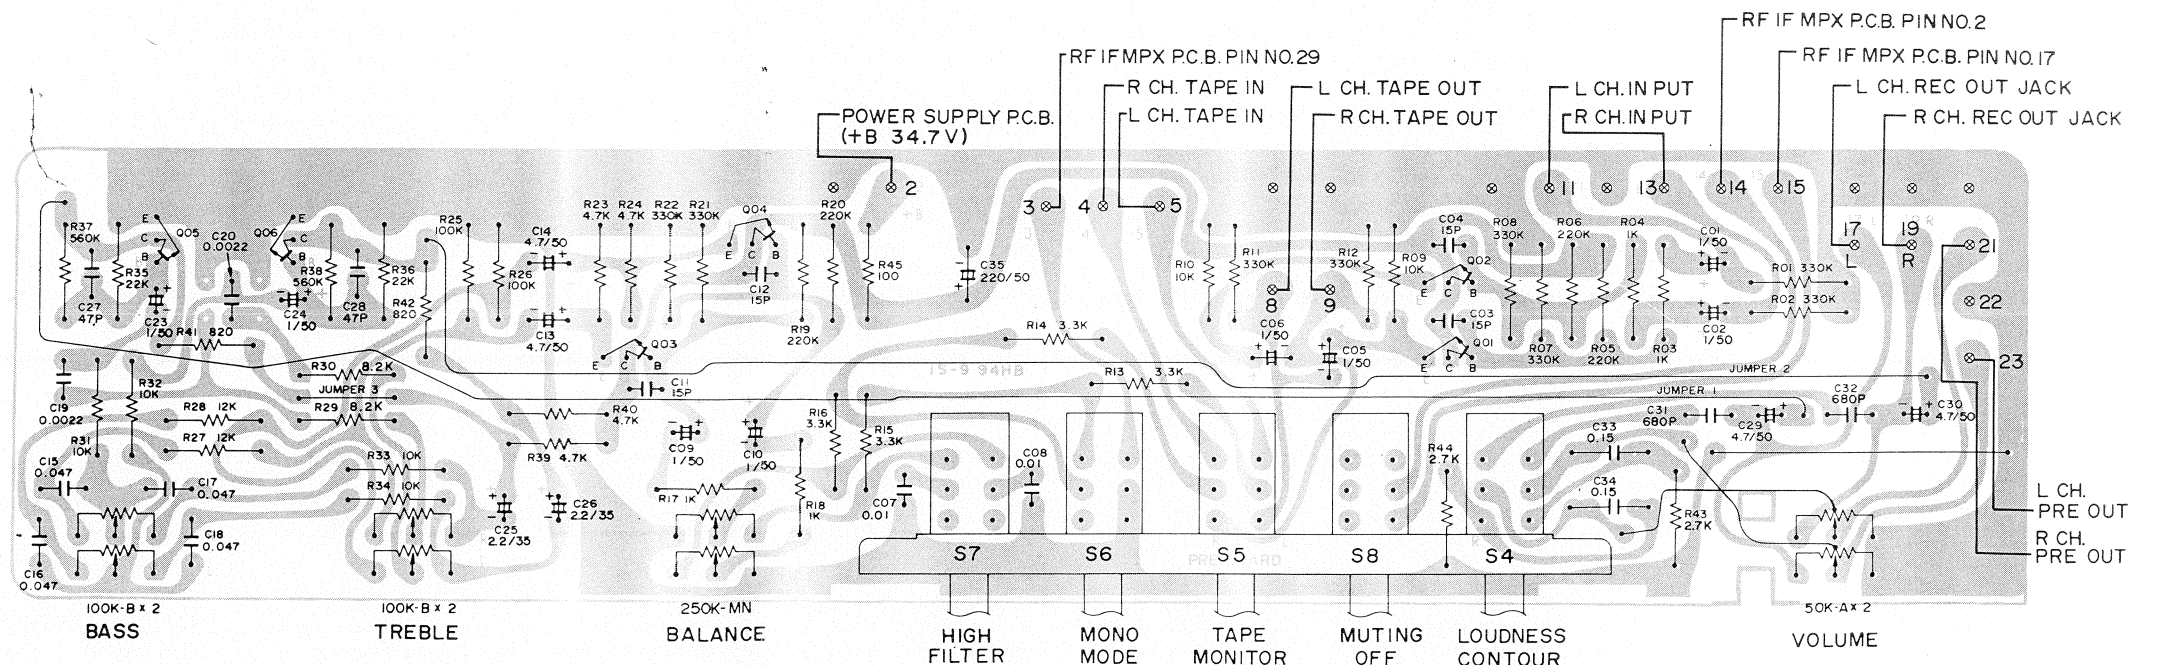 RF IF MPX P.C.B. PIN NO.2
RF IF MPX P.C.B. PIN NO.29
RF IF MPX P.C.B. PIN NO.17
R CH. TAPE IN
L CH. TAPE OUT
L CH. IN PUT
L CH. REC OUT JACK
POWER SUPPLY P.C.B.
(+B 34.7V)
L CH. TAPE IN
R CH. TAPE OUT
R CH. IN PUT
R CH. REC OUT JACK
2
3
4
5
11
13
14
15
17
L
19
R
21
22
23
8
9
R37
560K
E
C
B
Q05
C20
0.0022
Q06
E
C
B
R35
22K
C27
47P
C23
1/50
C24
1/50
R38
560K
C28
47P
R36
22K
R42
820
R41 820
R25
100K
R26
100K
C14
4.7/50
C13
4.7/50
R23
4.7K
R24
4.7K
R22
330K
R21
330K
Q04
E
C
B
C12
15P
R20
220K
R19
220K
R45
100
C35
220/50
Q03
E C B
C11
15P
R14 3.3K
R13 3.3K
15-9 94HB
R10
10K
R11
330K
R12
330K
R09
10K
C06
1/50
C05
1/50
C04
15P
Q02
E C B
C03
15P
Q01
E C B
R08
330K
R06
220K
R04
1K
R07
330K
R05
220K
R03
1K
C01
1/50
C02
1/50
R01 330K
R02 330K
JUMPER 2
JUMPER 1
C19
0.0022
R32
10K
R31
10K
R30 8.2K
JUMPER 3
R29 8.2K
R28 12K
R27 12K
C15
0.047
C17
0.047
C16
0.047
C18
0.047
R33 10K
R34 10K
C25
2.2/35
C26
2.2/35
R40
4.7K
R39 4.7K
C09
1/50
C10
1/50
R17 1K
R18
1K
R16
3.3K
R15
3.3K
C07
0.01
C08
0.01
R44
2.7K
C31
680P
C29
4.7/50
C32
680P
C30
4.7/50
C33
0.15
C34
0.15
R43
2.7K
L CH.
PRE OUT
R CH.
PRE OUT
S7
S6
S5
S8
S4
100K-B x 2
BASS
100K-B x 2
TREBLE
250K-MN
BALANCE
HIGH
FILTER
MONO
MODE
TAPE
MONITOR
MUTING
OFF
LOUDNESS
CONTOUR
50K-A x 2
VOLUME